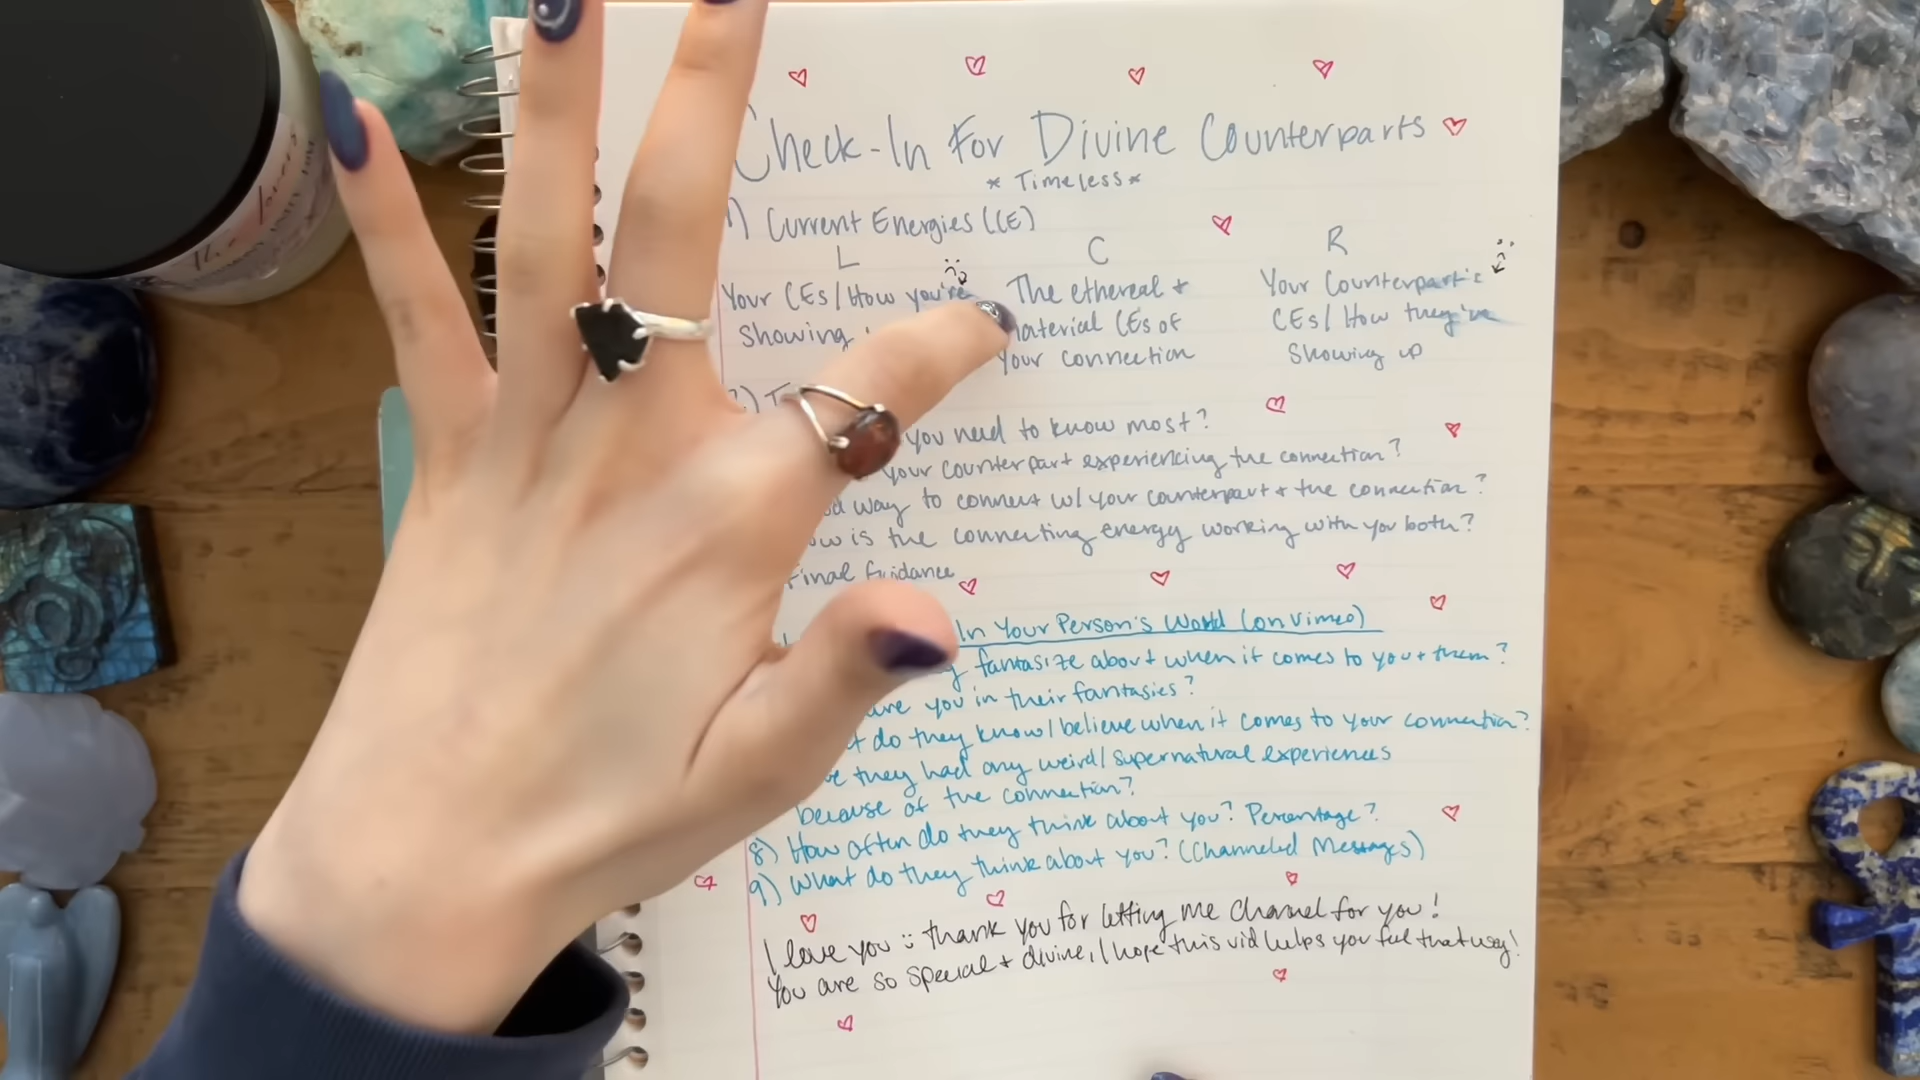 Check-In For Divine Counterparts
* Timeless *
1) Current Energies (CE)
L C R
Your CEs/How you're
showing
The ethereal +
material CEs of
your connection
Your Counterpart's
CEs/ How they're
Showing up
you need to know most?
your counterpart experiencing the connection?
way to connect w/ your counterpart + the connection?
is the connecting energy working with you both?
Final Guidance
In Your Person's World (on Vimeo)
fantasize about when it comes to you + them?
are you in their fantasies?
do they know/believe when it comes to your connection?
they had any weird/supernatural experiences
because of the connection?
8) How often do they think about you? Percentage?
9) What do they think about you? (Channeled Messages)
I love you thank you for letting me channel for you!
You are so special + divine, I hope this vid helps you feel that way!
The Lovers